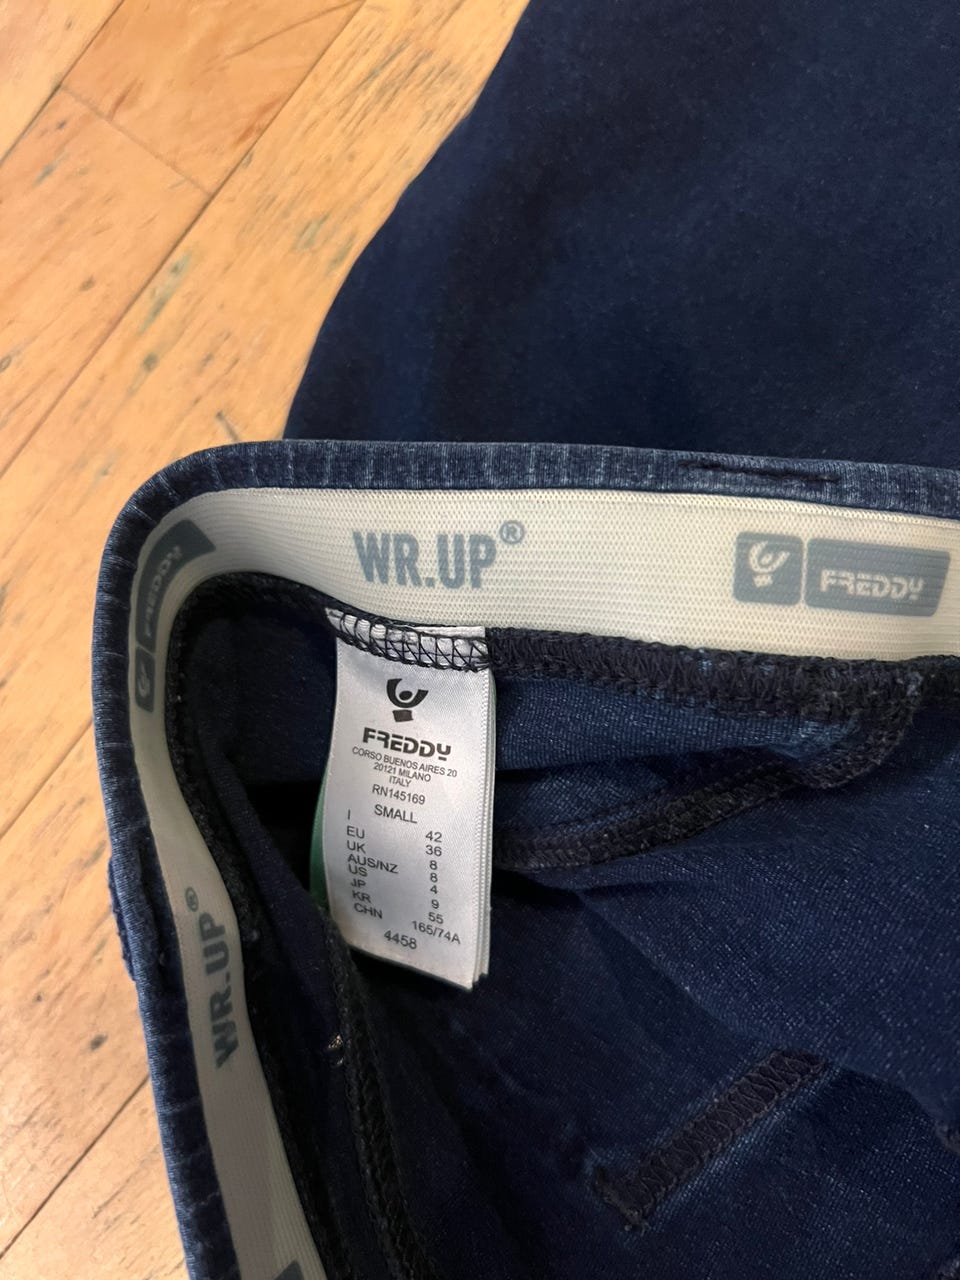 WR.UP®
FREDDY
FREDDY
FREDDY
CORSO BUENOS AIRES 20
20121 MILANO
ITALY
RN145169
SMALL
I 42
EU 36
UK 8
AUS/NZ 8
US 4
JP 9
KR 55
CHN 165/74A
4458
WR.UP®